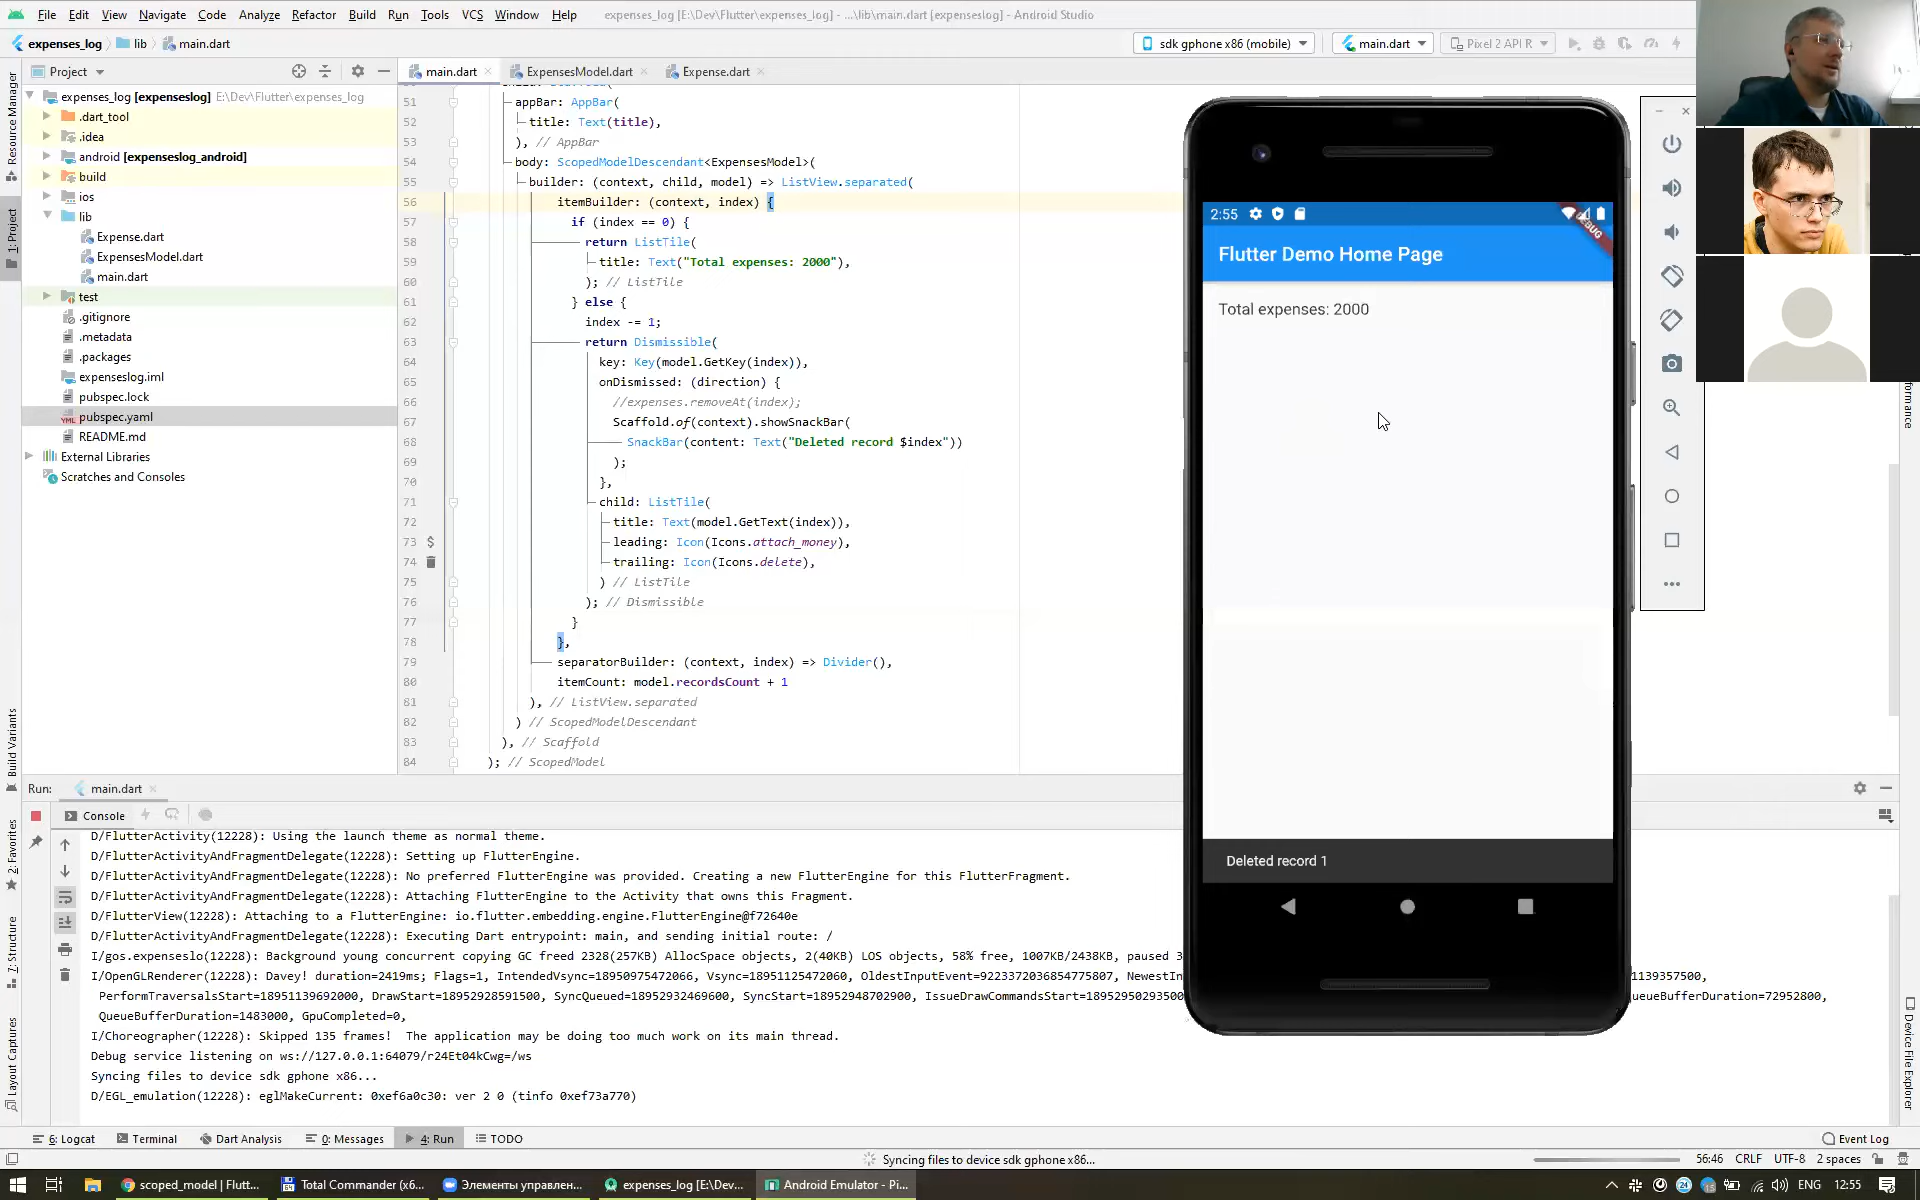 File Edit View Navigate Code Analyze Refactor Build Run Tools VCS Window Help expenses_log [E:\Dev\Flutter\expenses_log] - ...\lib\main.dart [expenseslog] - Android Studio
expenses_log lib main.dart
sdk gphone x86 (mobile) main.dart Pixel 2 API R
Project
main.dart ExpensesModel.dart Expense.dart
expenses_log [expenseslog] E:\Dev\Flutter\expenses_log
.dart_tool
.idea
android [expenseslog_android]
build
ios
lib
Expense.dart
ExpensesModel.dart
main.dart
test
.gitignore
.metadata
.packages
expenseslog.iml
pubspec.lock
pubspec.yaml
README.md
External Libraries
Scratches and Consoles
Resource Manager
1: Project
Build Variants
2: Favorites
7: Structure
Layout Captures
51 appBar: AppBar(
52 title: Text(title),
53 ), // AppBar
54 body: ScopedModelDescendant<ExpensesModel>(
55 builder: (context, child, model) => ListView.separated(
56 itemBuilder: (context, index) {
57 if (index == 0) {
58 return ListTile(
59 title: Text("Total expenses: 2000"),
60 ); // ListTile
61 } else {
62 index -= 1;
63 return Dismissible(
64 key: Key(model.GetKey(index)),
65 onDismissed: (direction) {
66 //expenses.removeAt(index);
67 Scaffold.of(context).showSnackBar(
68 SnackBar(content: Text("Deleted record $index"))
69 );
70 },
71 child: ListTile(
72 title: Text(model.GetText(index)),
73 leading: Icon(Icons.attach_money),
74 trailing: Icon(Icons.delete),
75 ) // ListTile
76 ); // Dismissible
77 }
78 },
79 separatorBuilder: (context, index) => Divider(),
80 itemCount: model.recordsCount + 1
81 ), // ListView.separated
82 ) // ScopedModelDescendant
83 ), // Scaffold
84 ); // ScopedModel
2:55
Flutter Demo Home Page
Total expenses: 2000
Deleted record 1
Device File Explorer
Run: main.dart
Console
D/FlutterActivity(12228): Using the launch theme as normal theme.
D/FlutterActivityAndFragmentDelegate(12228): Setting up FlutterEngine.
D/FlutterActivityAndFragmentDelegate(12228): No preferred FlutterEngine was provided. Creating a new FlutterEngine for this FlutterFragment.
D/FlutterActivityAndFragmentDelegate(12228): Attaching FlutterEngine to the Activity that owns this Fragment.
D/FlutterView(12228): Attaching to a FlutterEngine: io.flutter.embedding.engine.FlutterEngine@f72640e
D/FlutterActivityAndFragmentDelegate(12228): Executing Dart entrypoint: main, and sending initial route: /
I/gos.expenseslo(12228): Background young concurrent copying GC freed 2328(257KB) AllocSpace objects, 2(40KB) LOS objects, 58% free, 1007KB/2438KB, paused 3
I/OpenGLRenderer(12228): Davey! duration=2419ms; Flags=1, IntendedVsync=18950975472066, Vsync=18951125472060, OldestInputEvent=9223372036854775807, NewestIn 1139357500,
PerformTraversalsStart=18951139692000, DrawStart=18952928591500, SyncQueued=18952932469600, SyncStart=18952948702900, IssueDrawCommandsStart=18952950293500 ueueBufferDuration=72952800,
QueueBufferDuration=1483000, GpuCompleted=0,
I/Choreographer(12228): Skipped 135 frames! The application may be doing too much work on its main thread.
Debug service listening on ws://127.0.0.1:64079/r24Et04kCwg=/ws
Syncing files to device sdk gphone x86...
D/EGL_emulation(12228): eglMakeCurrent: 0xef6a0c30: ver 2 0 (tinfo 0xef73a770)
6: Logcat Terminal Dart Analysis 0: Messages 4: Run TODO Event Log
Syncing files to device sdk gphone x86... 56:46 CRLF UTF-8 2 spaces
scoped_model | Flutt... Total Commander (x6... Элементы управлен... expenses_log [E:\Dev... Android Emulator - Pi... ENG 12:55